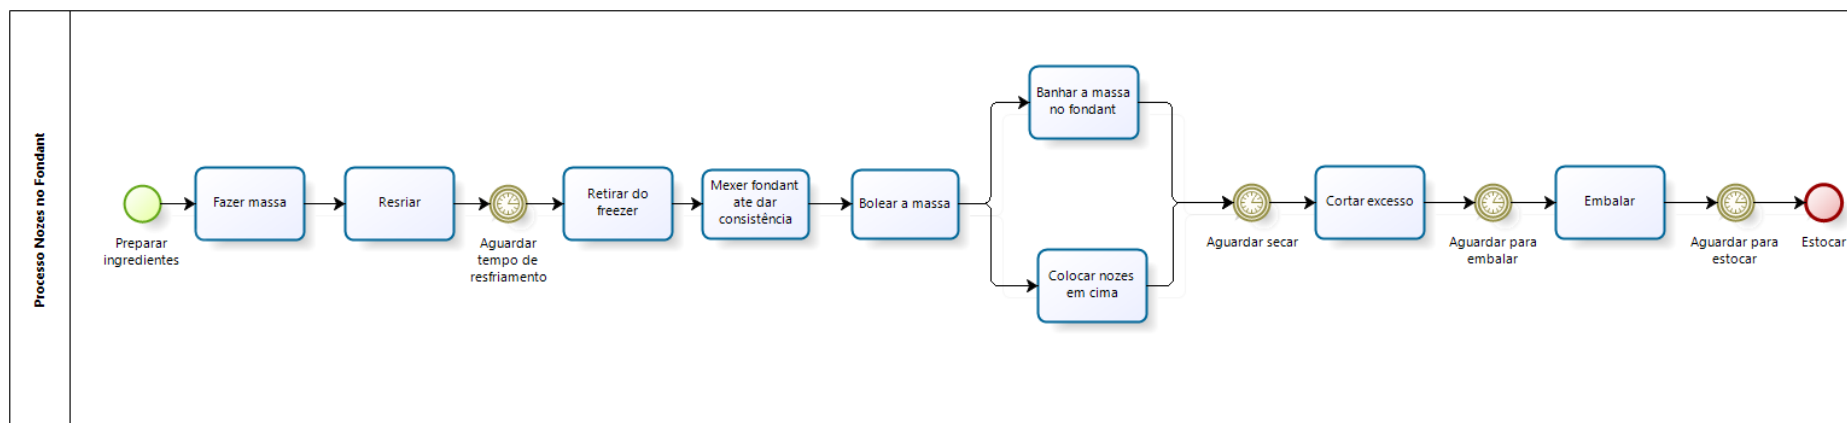 Processo Nozes no Fondant
Preparar
ingredientes
Fazer massa
Resriar
Aguardar
tempo de
resfriamento
Retirar do
freezer
Mexer fondant
ate dar
consistência
Bolear a massa
Banhar a massa
no fondant
Colocar nozes
em cima
Aguardar secar
Cortar excesso
Aguardar para
embalar
Embalar
Aguardar para
estocar
Estocar